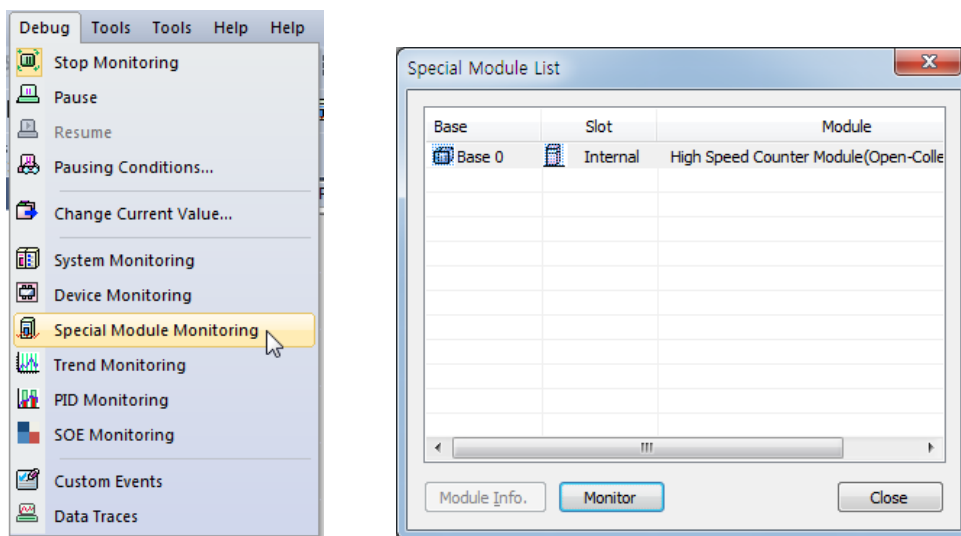 Debug Tools Tools Help Help
Stop Monitoring
Pause
Resume
Pausing Conditions...
Change Current Value...
System Monitoring
Device Monitoring
Special Module Monitoring
Trend Monitoring
PID Monitoring
SOE Monitoring
Custom Events
Data Traces
Special Module List
Base Slot Module
Base 0 Internal High Speed Counter Module(Open-Colle
Module Info. Monitor Close